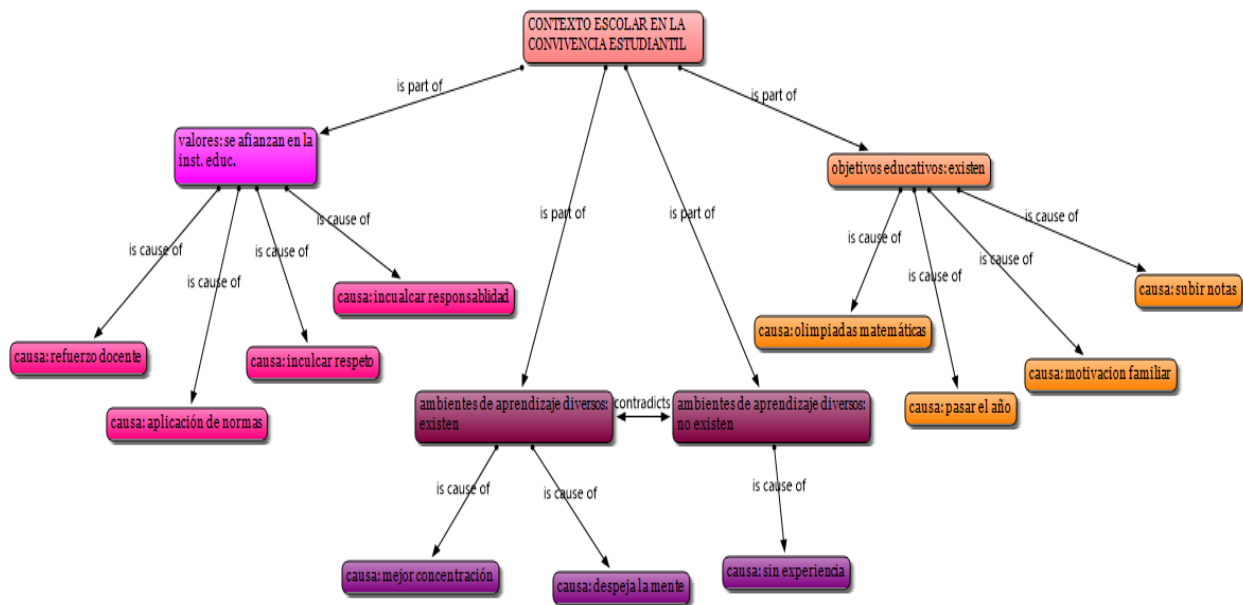 CONTEXTO ESCOLAR EN LA
CONVIVENCIA ESTUDIANTIL
is part of
is part of
valores: se afianzan en la
inst. educ.
objetivos educativos: existen
is part of
is part of
is cause of
is cause of
is cause of
is cause of
is cause of
is cause of
is cause of
is cause of
causa: incualcar responsablidad
causa: subir notas
causa: olimpiadas matemáticas
causa: refuerzo docente
causa: inculcar respeto
causa: motivacion familiar
causa: aplicación de normas
causa: pasar el año
ambientes de aprendizaje diversos:
existen
contradicts
ambientes de aprendizaje diversos:
no existen
is cause of
is cause of
is cause of
causa: mejor concentración
causa: despeja la mente
causa: sin experiencia